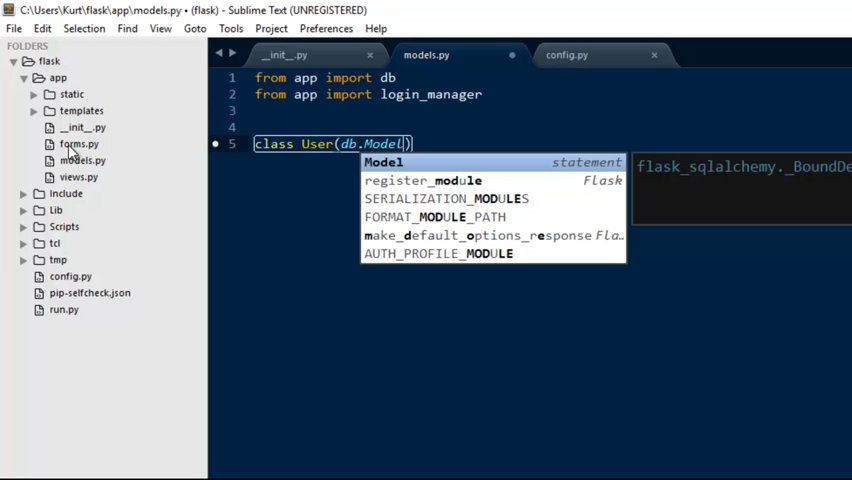 C:\Users\Kurt\flask\app\models.py • (flask) - Sublime Text (UNREGISTERED)
File Edit Selection Find View Goto Tools Project Preferences Help
FOLDERS
flask
app
static
templates
__init__.py
forms.py
models.py
views.py
Include
Lib
Scripts
tcl
tmp
config.py
pip-selfcheck.json
run.py
__init__.py × models.py config.py ×
1 from app import db
2 from app import login_manager
3
4
5 class User(db.Model)
Model statement
register_module Flask
SERIALIZATION_MODULES
FORMAT_MODULE_PATH
make_default_options_response Fla..
AUTH_PROFILE_MODULE
flask_sqlalchemy._BoundDe